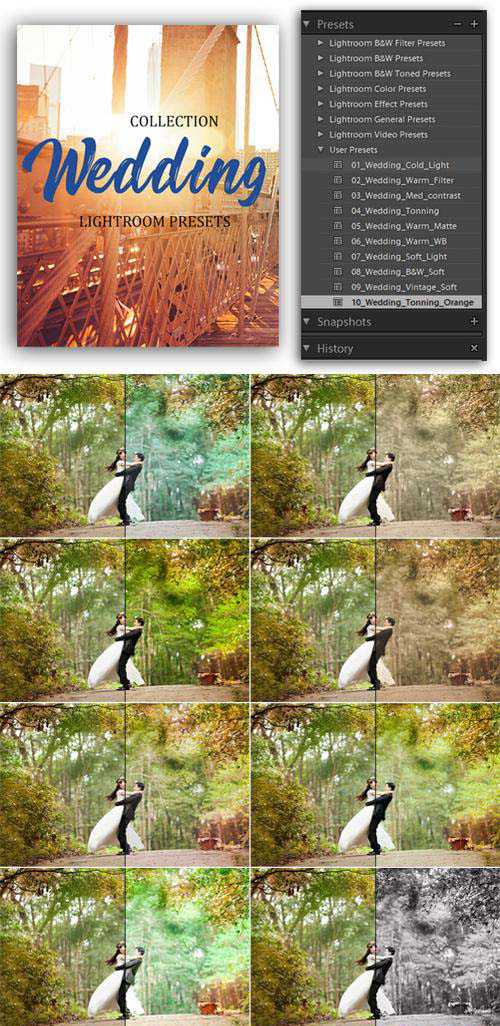 COLLECTION
Wedding
LIGHTROOM PRESETS
Presets
Lightroom B&W Filter Presets
Lightroom B&W Presets
Lightroom B&W Toned Presets
Lightroom Color Presets
Lightroom Effect Presets
Lightroom General Presets
Lightroom Video Presets
User Presets
01_Wedding_Cold_Light
02_Wedding_Warm_Filter
03_Wedding_Med_contrast
04_Wedding_Tonning
05_Wedding_Warm_Matte
06_Wedding_Warm_WB
07_Wedding_Soft_Light
08_Wedding_B&W_Soft
09_Wedding_Vintage_Soft
10_Wedding_Tonning_Orange
Snapshots
History